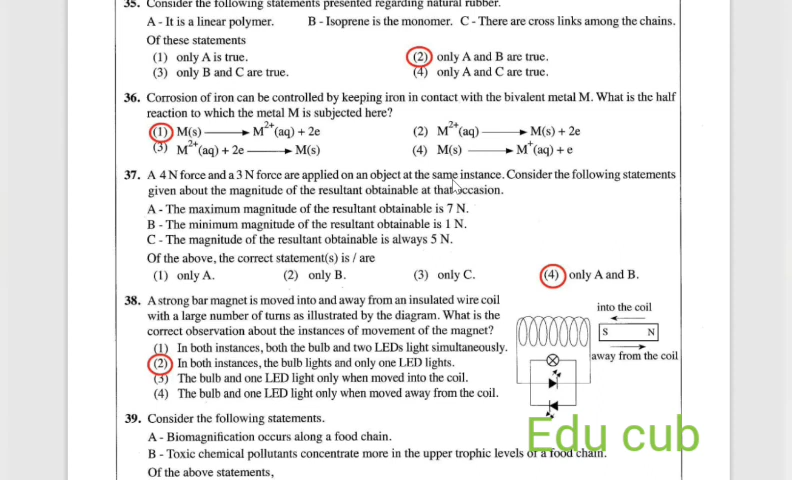 35. Consider the following statements presented regarding natural rubber.
A - It is a linear polymer. B - Isoprene is the monomer. C - There are cross links among the chains.
Of these statements
(1) only A is true. (2) only A and B are true.
(3) only B and C are true. (4) only A and C are true.
36. Corrosion of iron can be controlled by keeping iron in contact with the bivalent metal M. What is the half
reaction to which the metal M is subjected here?
(1) M(s) ⟶ M²⁺(aq) + 2e (2) M²⁺(aq) ⟶ M(s) + 2e
(3) M²⁺(aq) + 2e ⟶ M(s) (4) M(s) ⟶ M⁺(aq) + e
37. A 4 N force and a 3 N force are applied on an object at the same instance. Consider the following statements
given about the magnitude of the resultant obtainable at that occasion.
A - The maximum magnitude of the resultant obtainable is 7 N.
B - The minimum magnitude of the resultant obtainable is 1 N.
C - The magnitude of the resultant obtainable is always 5 N.
Of the above, the correct statement(s) is / are
(1) only A. (2) only B. (3) only C. (4) only A and B.
38. A strong bar magnet is moved into and away from an insulated wire coil
with a large number of turns as illustrated by the diagram. What is the
correct observation about the instances of movement of the magnet?
(1) In both instances, both the bulb and two LEDs light simultaneously.
(2) In both instances, the bulb lights and only one LED lights.
(3) The bulb and one LED light only when moved into the coil.
(4) The bulb and one LED light only when moved away from the coil.
into the coil
S N
away from the coil
39. Consider the following statements.
A - Biomagnification occurs along a food chain.
B - Toxic chemical pollutants concentrate more in the upper trophic levels of a food chain.
Of the above statements,
Edu cub